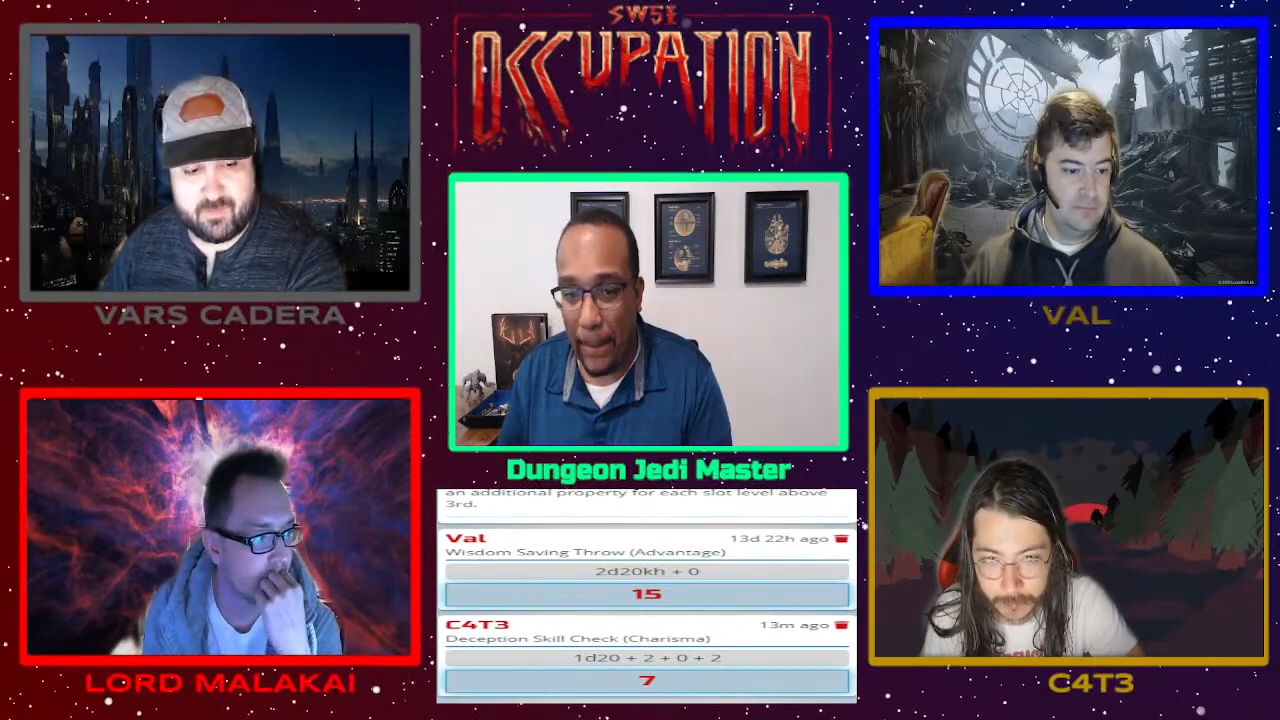 SW5E
OCCUPATION
VARS CADERA
VAL
Dungeon Jedi Master
an additional property for each slot level above
3rd.
Val
13d 22h ago
Wisdom Saving Throw (Advantage)
2d20kh + 0
15
C4T3
13m ago
Deception Skill Check (Charisma)
1d20 + 2 + 0 + 2
7
LORD MALAKAI
C4T3